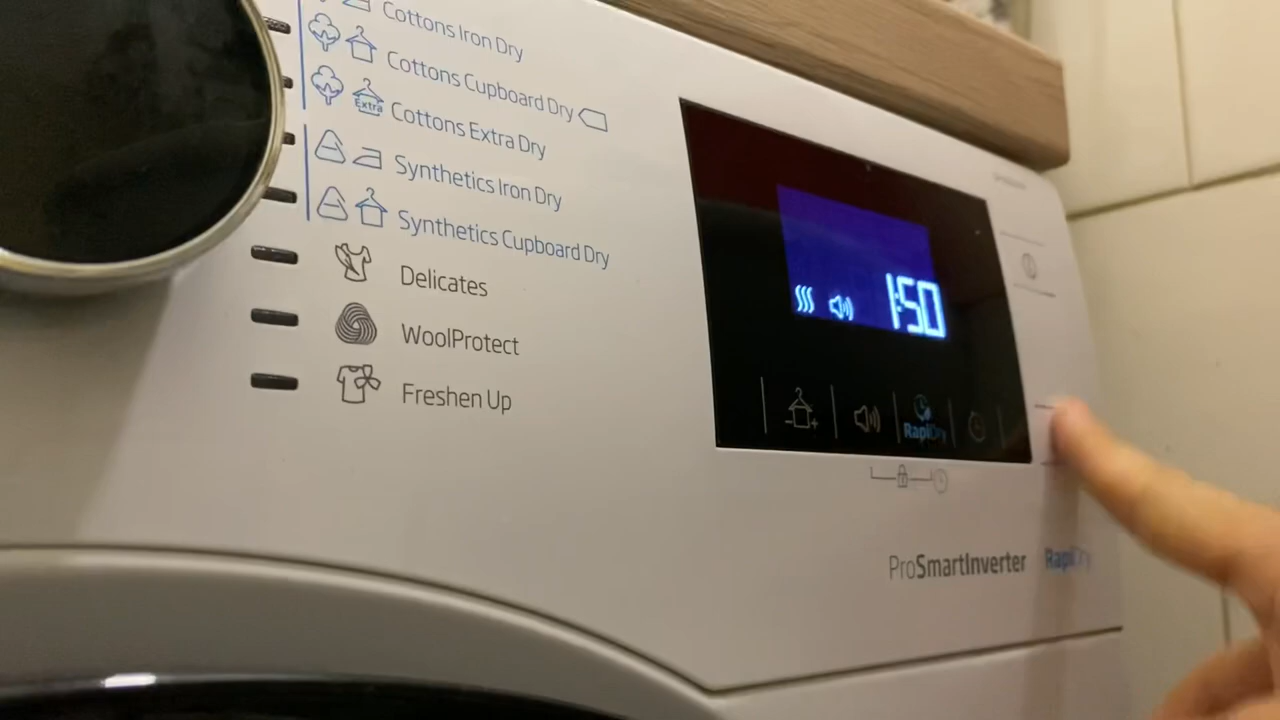 Cottons Iron Dry
Cottons Cupboard Dry
Extra
Cottons Extra Dry
Synthetics Iron Dry
Synthetics Cupboard Dry
Delicates
WoolProtect
Freshen Up
1:50
RapiDry
ProSmartInverter
RapiDry